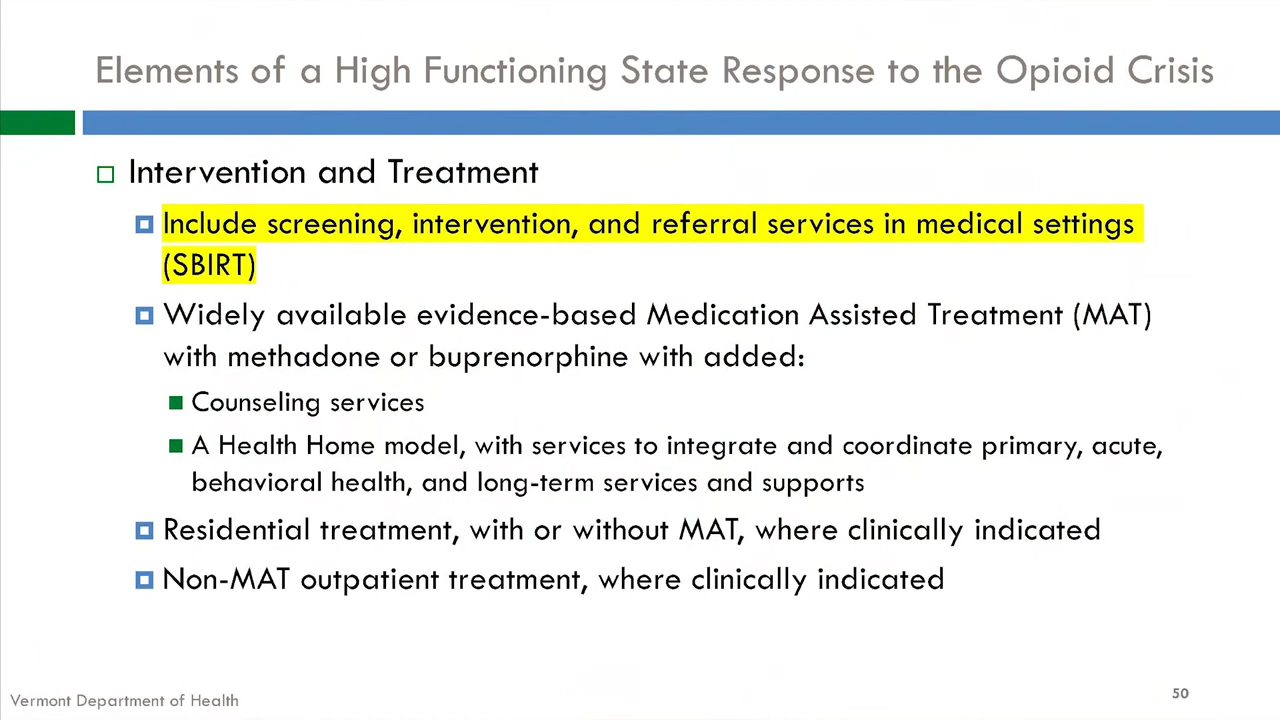 Elements of a High Functioning State Response to the Opioid Crisis
Intervention and Treatment
Include screening, intervention, and referral services in medical settings
(SBIRT)
Widely available evidence-based Medication Assisted Treatment (MAT)
with methadone or buprenorphine with added:
Counseling services
A Health Home model, with services to integrate and coordinate primary, acute,
behavioral health, and long-term services and supports
Residential treatment, with or without MAT, where clinically indicated
Non-MAT outpatient treatment, where clinically indicated
Vermont Department of Health
50